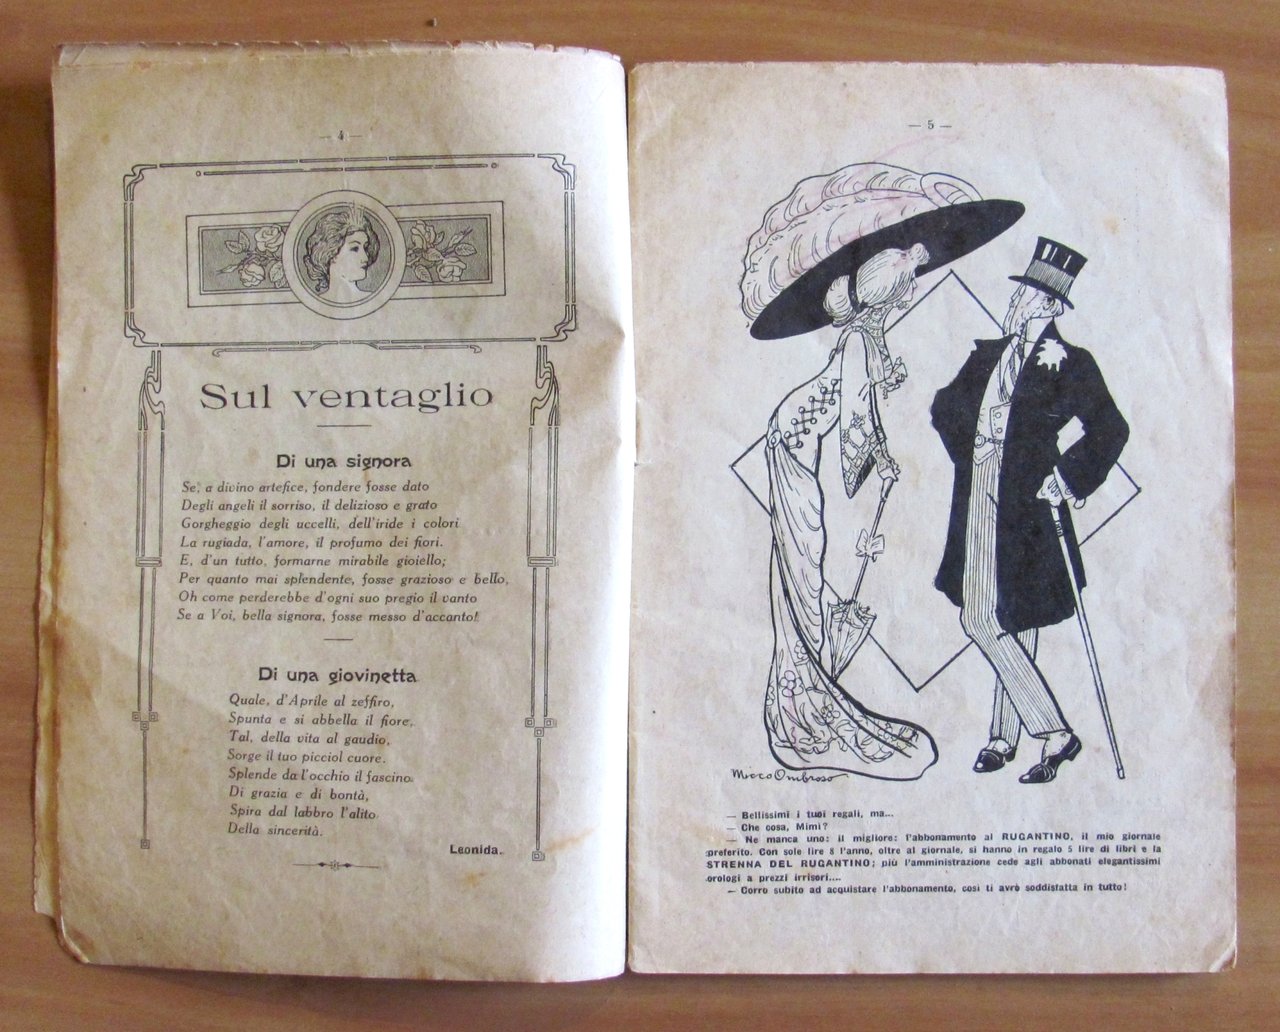 — 4 —
Sul ventaglio
Di una signora
Se, a divino artefice, fondere fosse dato
Degli angeli il sorriso, il delizioso e grato
Gorgheggio degli uccelli, dell'iride i colori
La rugiada, l'amore, il profumo dei fiori.
E, d'un tutto, formarne mirabile gioiello;
Per quanto mai splendente, fosse grazioso e bello,
Oh come perderebbe d'ogni suo pregio il vanto
Se a Voi, bella signora, fosse messo d'accanto!
Di una giovinetta
Quale, d'Aprile al zeffiro,
Spunta e si abbella il fiore,
Tal, della vita al gaudio,
Sorge il tuo picciol cuore.
Splende da l'occhio il fascino
Di grazia e di bontà,
Spira dal labbro l'alito
Della sincerità.
Leonida.
— 5 —
Micco Ombroso
— Bellissimi i tuoi regali, ma...
— Che cosa, Mimì?
— Ne manca uno: il migliore: l'abbonamento al RUGANTINO, il mio giornale
preferito. Con sole lire 8 l'anno, oltre al giornale, si hanno in regalo 5 lire di libri e la
STRENNA DEL RUGANTINO; più l'amministrazione cede agli abbonati elegantissimi
orologi a prezzi irrisori....
— Corro subito ad acquistare l'abbonamento, così ti avrò soddisfatta in tutto!